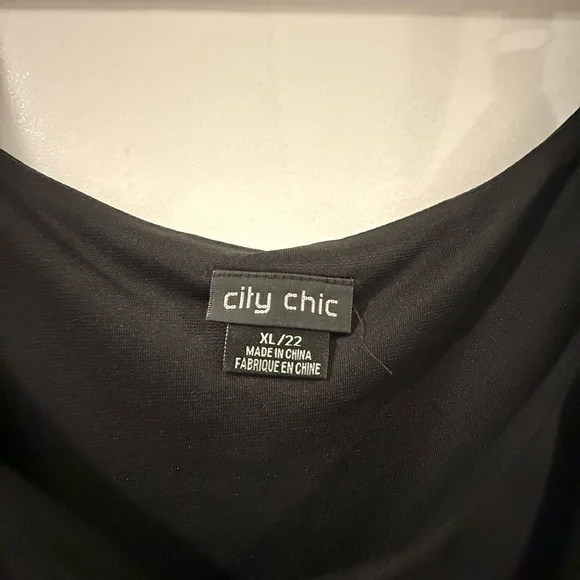 city chic
XL/22
MADE IN CHINA
FABRIQUE EN CHINE